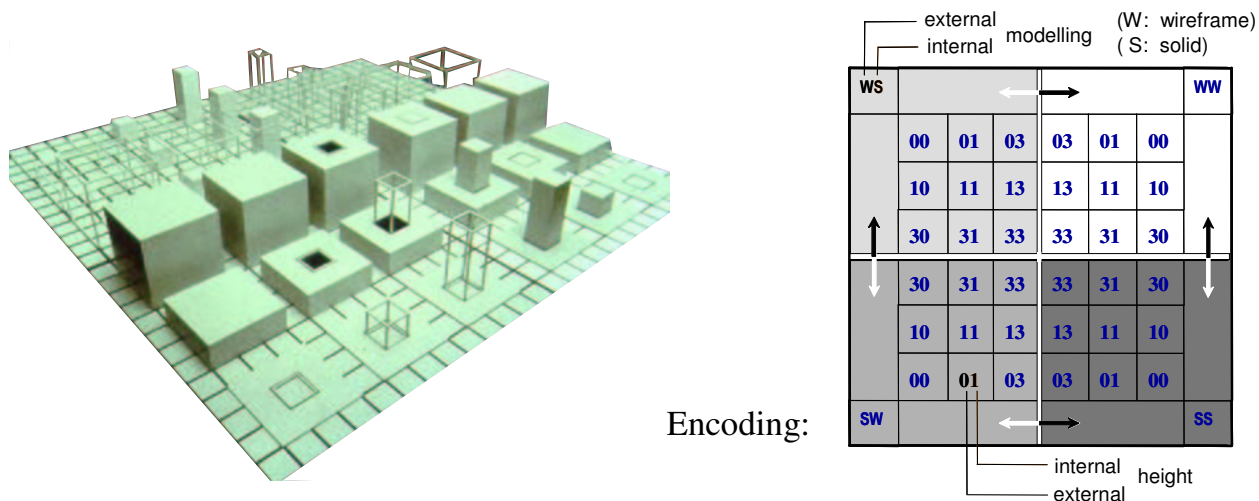 external
internal
modelling
(W: wireframe)
( S: solid)
WS
WW
00 01 03 03 01 00
10 11 13 13 11 10
30 31 33 33 31 30
30 31 33 33 31 30
10 11 13 13 11 10
00 01 03 03 01 00
Encoding:
SW
SS
internal
external
height